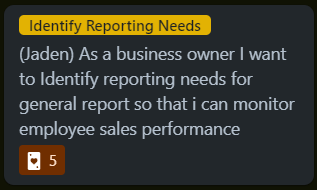 Identify Reporting Needs
(Jaden) As a business owner I want
to Identify reporting needs for
general report so that i can monitor
employee sales performance
5